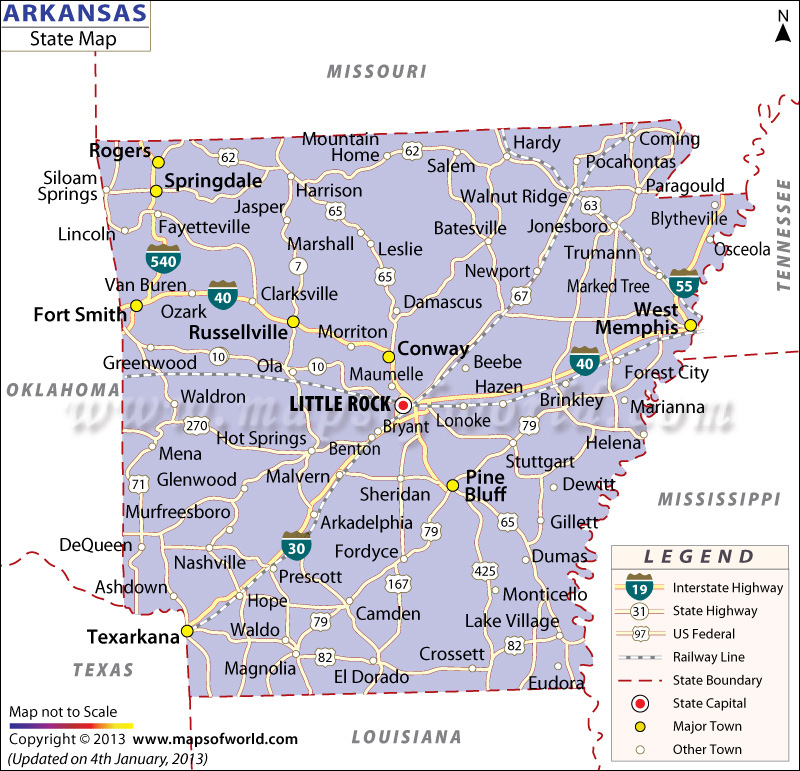 ARKANSAS
State Map
N
MISSOURI
Rogers
62
Mountain
Home
62
Salem
Hardy
Coming
Pocahontas
Siloam
Springs
Springdale
Harrison
Walnut Ridge
Paragould
Jasper
65
63
Lincoln
Fayetteville
Marshall
Leslie
Batesville
Jonesboro
Blytheville
TENNESSEE
540
7
65
Newport
Trumann
Osceola
Van Buren
40
Clarksville
67
Marked Tree
55
Fort Smith
Ozark
Damascus
West
Memphis
Russellville
Morriton
Conway
Greenwood
10
Ola
10
Maumelle
Beebe
40
Forest City
OKLAHOMA
Waldron
LITTLE ROCK
Hazen
Brinkley
Marianna
www.mapsofworld.com
270
Hot Springs
Bryant
Lonoke
79
Helena
Mena
Benton
Stuttgart
Glenwood
Malvern
Sheridan
Pine
Bluff
Dewitt
MISSISSIPPI
71
Murfreesboro
Arkadelphia
79
65
Gillett
DeQueen
Nashville
30
Fordyce
Dumas
Prescott
425
Ashdown
Hope
167
Monticello
79
Camden
Texarkana
Waldo
Lake Village
82
82
Magnolia
El Dorado
Crossett
Eudora
TEXAS
LOUISIANA
LEGEND
19 Interstate Highway
31 State Highway
97 US Federal
Railway Line
State Boundary
State Capital
Major Town
Other Town
Map not to Scale
Copyright © 2013 www.mapsofworld.com
(Updated on 4th January, 2013)